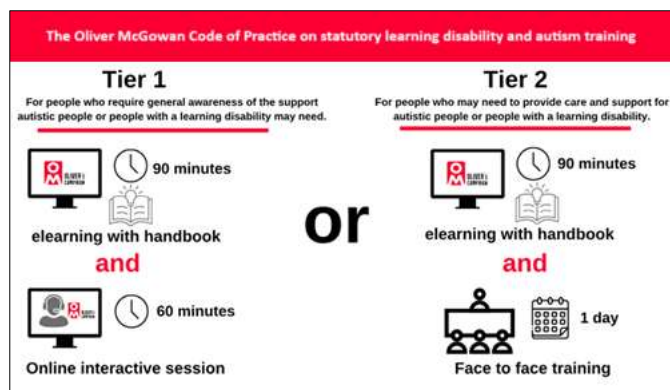 The Oliver McGowan Code of Practice on statutory learning disability and autism training
Tier 1
For people who require general awareness of the support
autistic people or people with a learning disability may need.
90 minutes
elearning with handbook
and
60 minutes
Online interactive session
or
Tier 2
For people who may need to provide care and support for
autistic people or people with a learning disability.
90 minutes
elearning with handbook
and
1 day
Face to face training